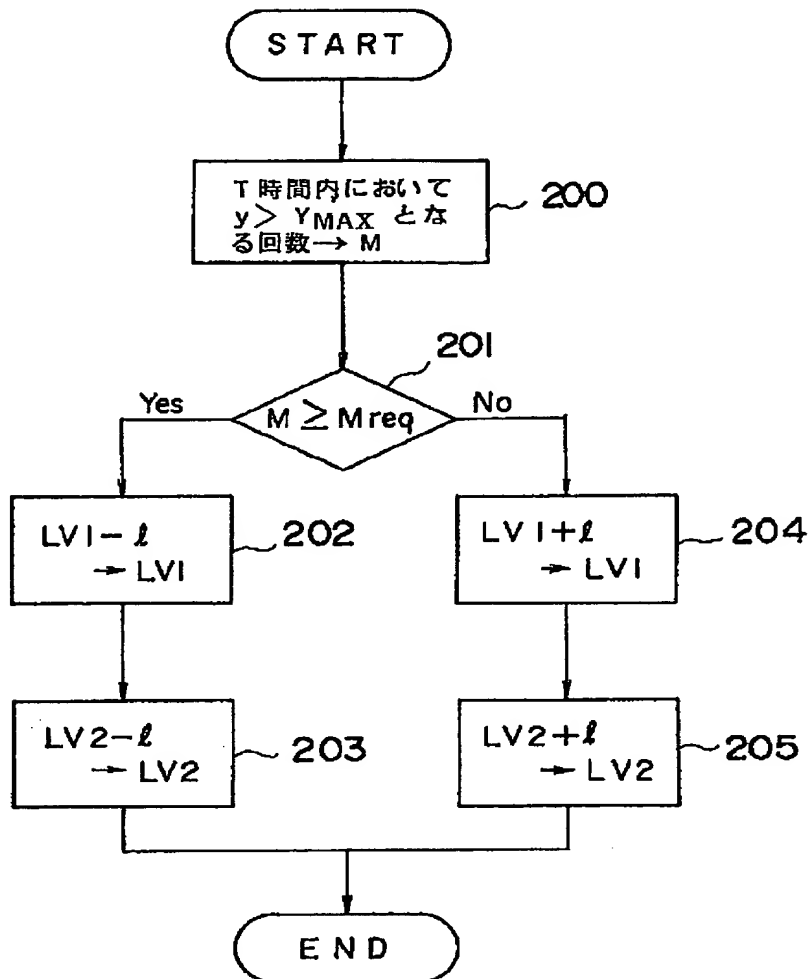 START
T時間内において
y > YMAX とな
る回数→ M
200
201
Yes
M ≧ Mreq
No
LV1-ℓ
→ LV1
202
LV1+ℓ
→ LV1
204
LV2-ℓ
→ LV2
203
LV2+ℓ
→ LV2
205
END